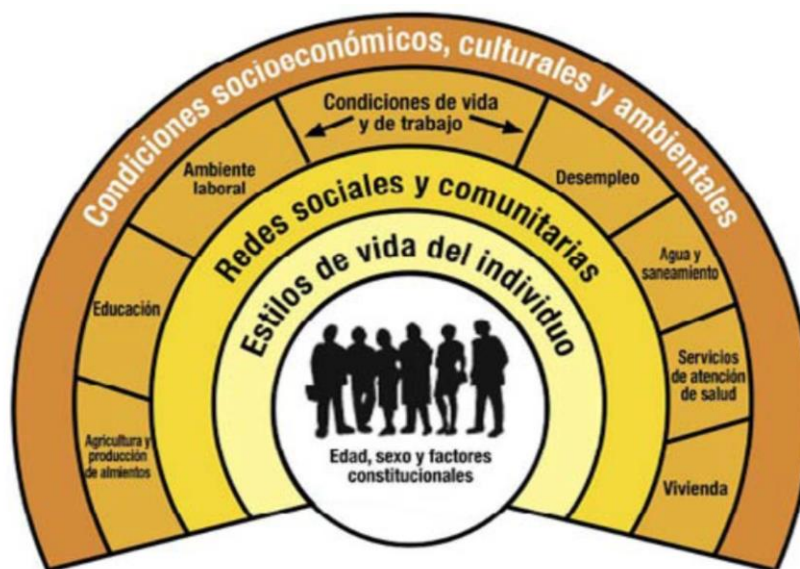 Condiciones socioeconómicos, culturales y ambientales
Condiciones de vida
y de trabajo
Ambiente
laboral
Desempleo
Redes sociales y comunitarias
Agua y
saneamiento
Estilos de vida del individuo
Educación
Servicios
de atención
de salud
Agricultura y
producción
de almientos
Edad, sexo y factores
constitucionales
Vivienda